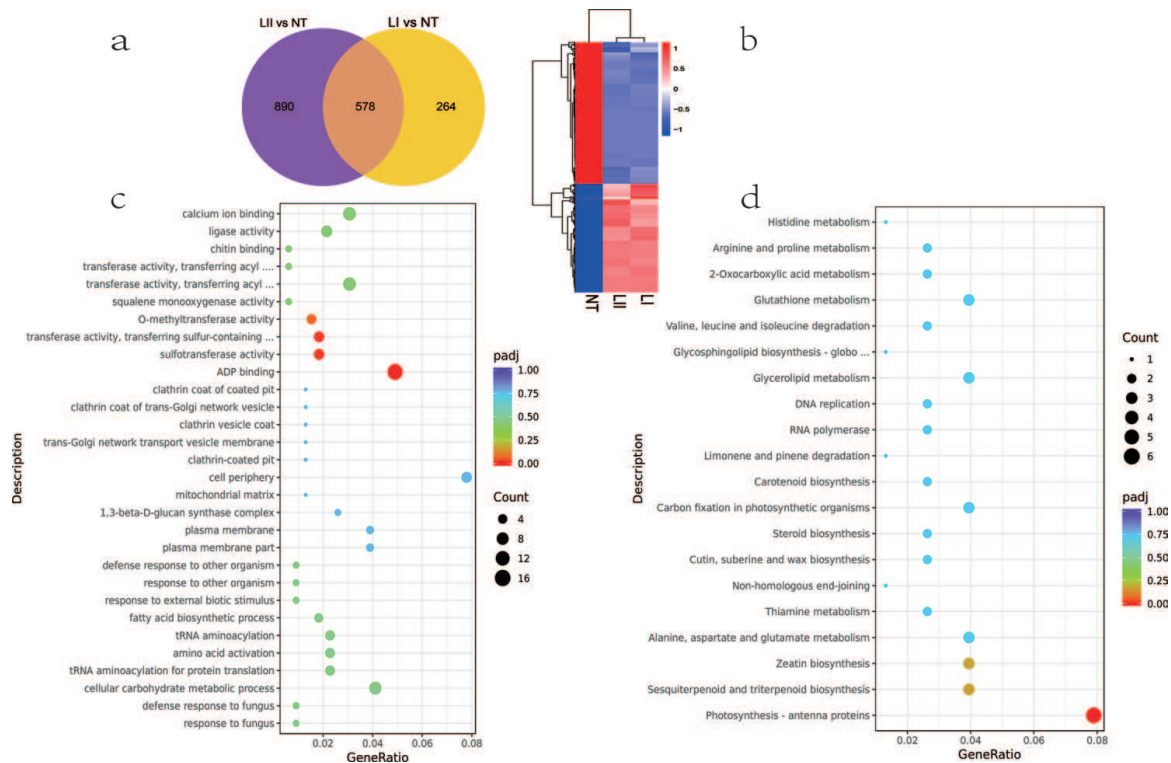 a
LII vs NT
LI vs NT
890
578
264
b
1
0.5
0
−0.5
−1
NT
LII
LI
c
Description
calcium ion binding
ligase activity
chitin binding
transferase activity, transferring acyl ....
transferase activity, transferring acyl ...
squalene monooxygenase activity
O-methyltransferase activity
transferase activity, transferring sulfur-containing ...
sulfotransferase activity
ADP binding
clathrin coat of coated pit
clathrin coat of trans-Golgi network vesicle
clathrin vesicle coat
trans-Golgi network transport vesicle membrane
clathrin-coated pit
cell periphery
mitochondrial matrix
1,3-beta-D-glucan synthase complex
plasma membrane
plasma membrane part
defense response to other organism
response to other organism
response to external biotic stimulus
fatty acid biosynthetic process
tRNA aminoacylation
amino acid activation
tRNA aminoacylation for protein translation
cellular carbohydrate metabolic process
defense response to fungus
response to fungus
0.02
0.04
0.06
0.08
GeneRatio
padj
1.00
0.75
0.50
0.25
0.00
Count
4
8
12
16
d
Description
Histidine metabolism
Arginine and proline metabolism
2-Oxocarboxylic acid metabolism
Glutathione metabolism
Valine, leucine and isoleucine degradation
Glycosphingolipid biosynthesis - globo ...
Glycerolipid metabolism
DNA replication
RNA polymerase
Limonene and pinene degradation
Carotenoid biosynthesis
Carbon fixation in photosynthetic organisms
Steroid biosynthesis
Cutin, suberine and wax biosynthesis
Non-homologous end-joining
Thiamine metabolism
Alanine, aspartate and glutamate metabolism
Zeatin biosynthesis
Sesquiterpenoid and triterpenoid biosynthesis
Photosynthesis - antenna proteins
0.02
0.04
0.06
0.08
GeneRatio
Count
1
2
3
4
5
6
padj
1.00
0.75
0.50
0.25
0.00